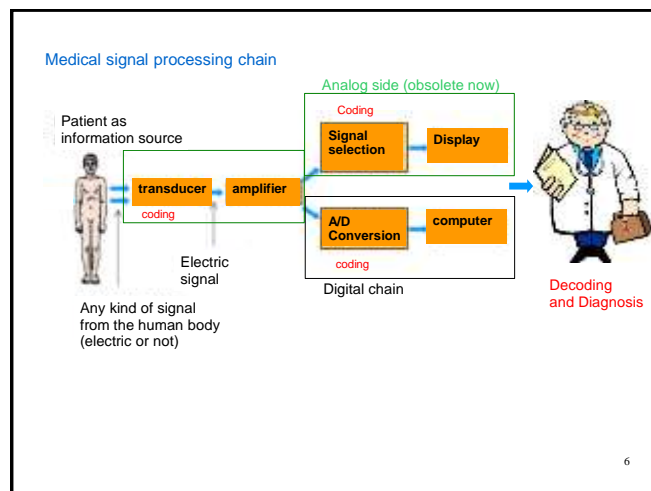 Medical signal processing chain
Analog side (obsolete now)
Patient as
information source
Coding
Signal
selection
Display
transducer
amplifier
coding
A/D
Conversion
computer
coding
Electric
signal
Digital chain
Any kind of signal
from the human body
(electric or not)
Decoding
and Diagnosis
6